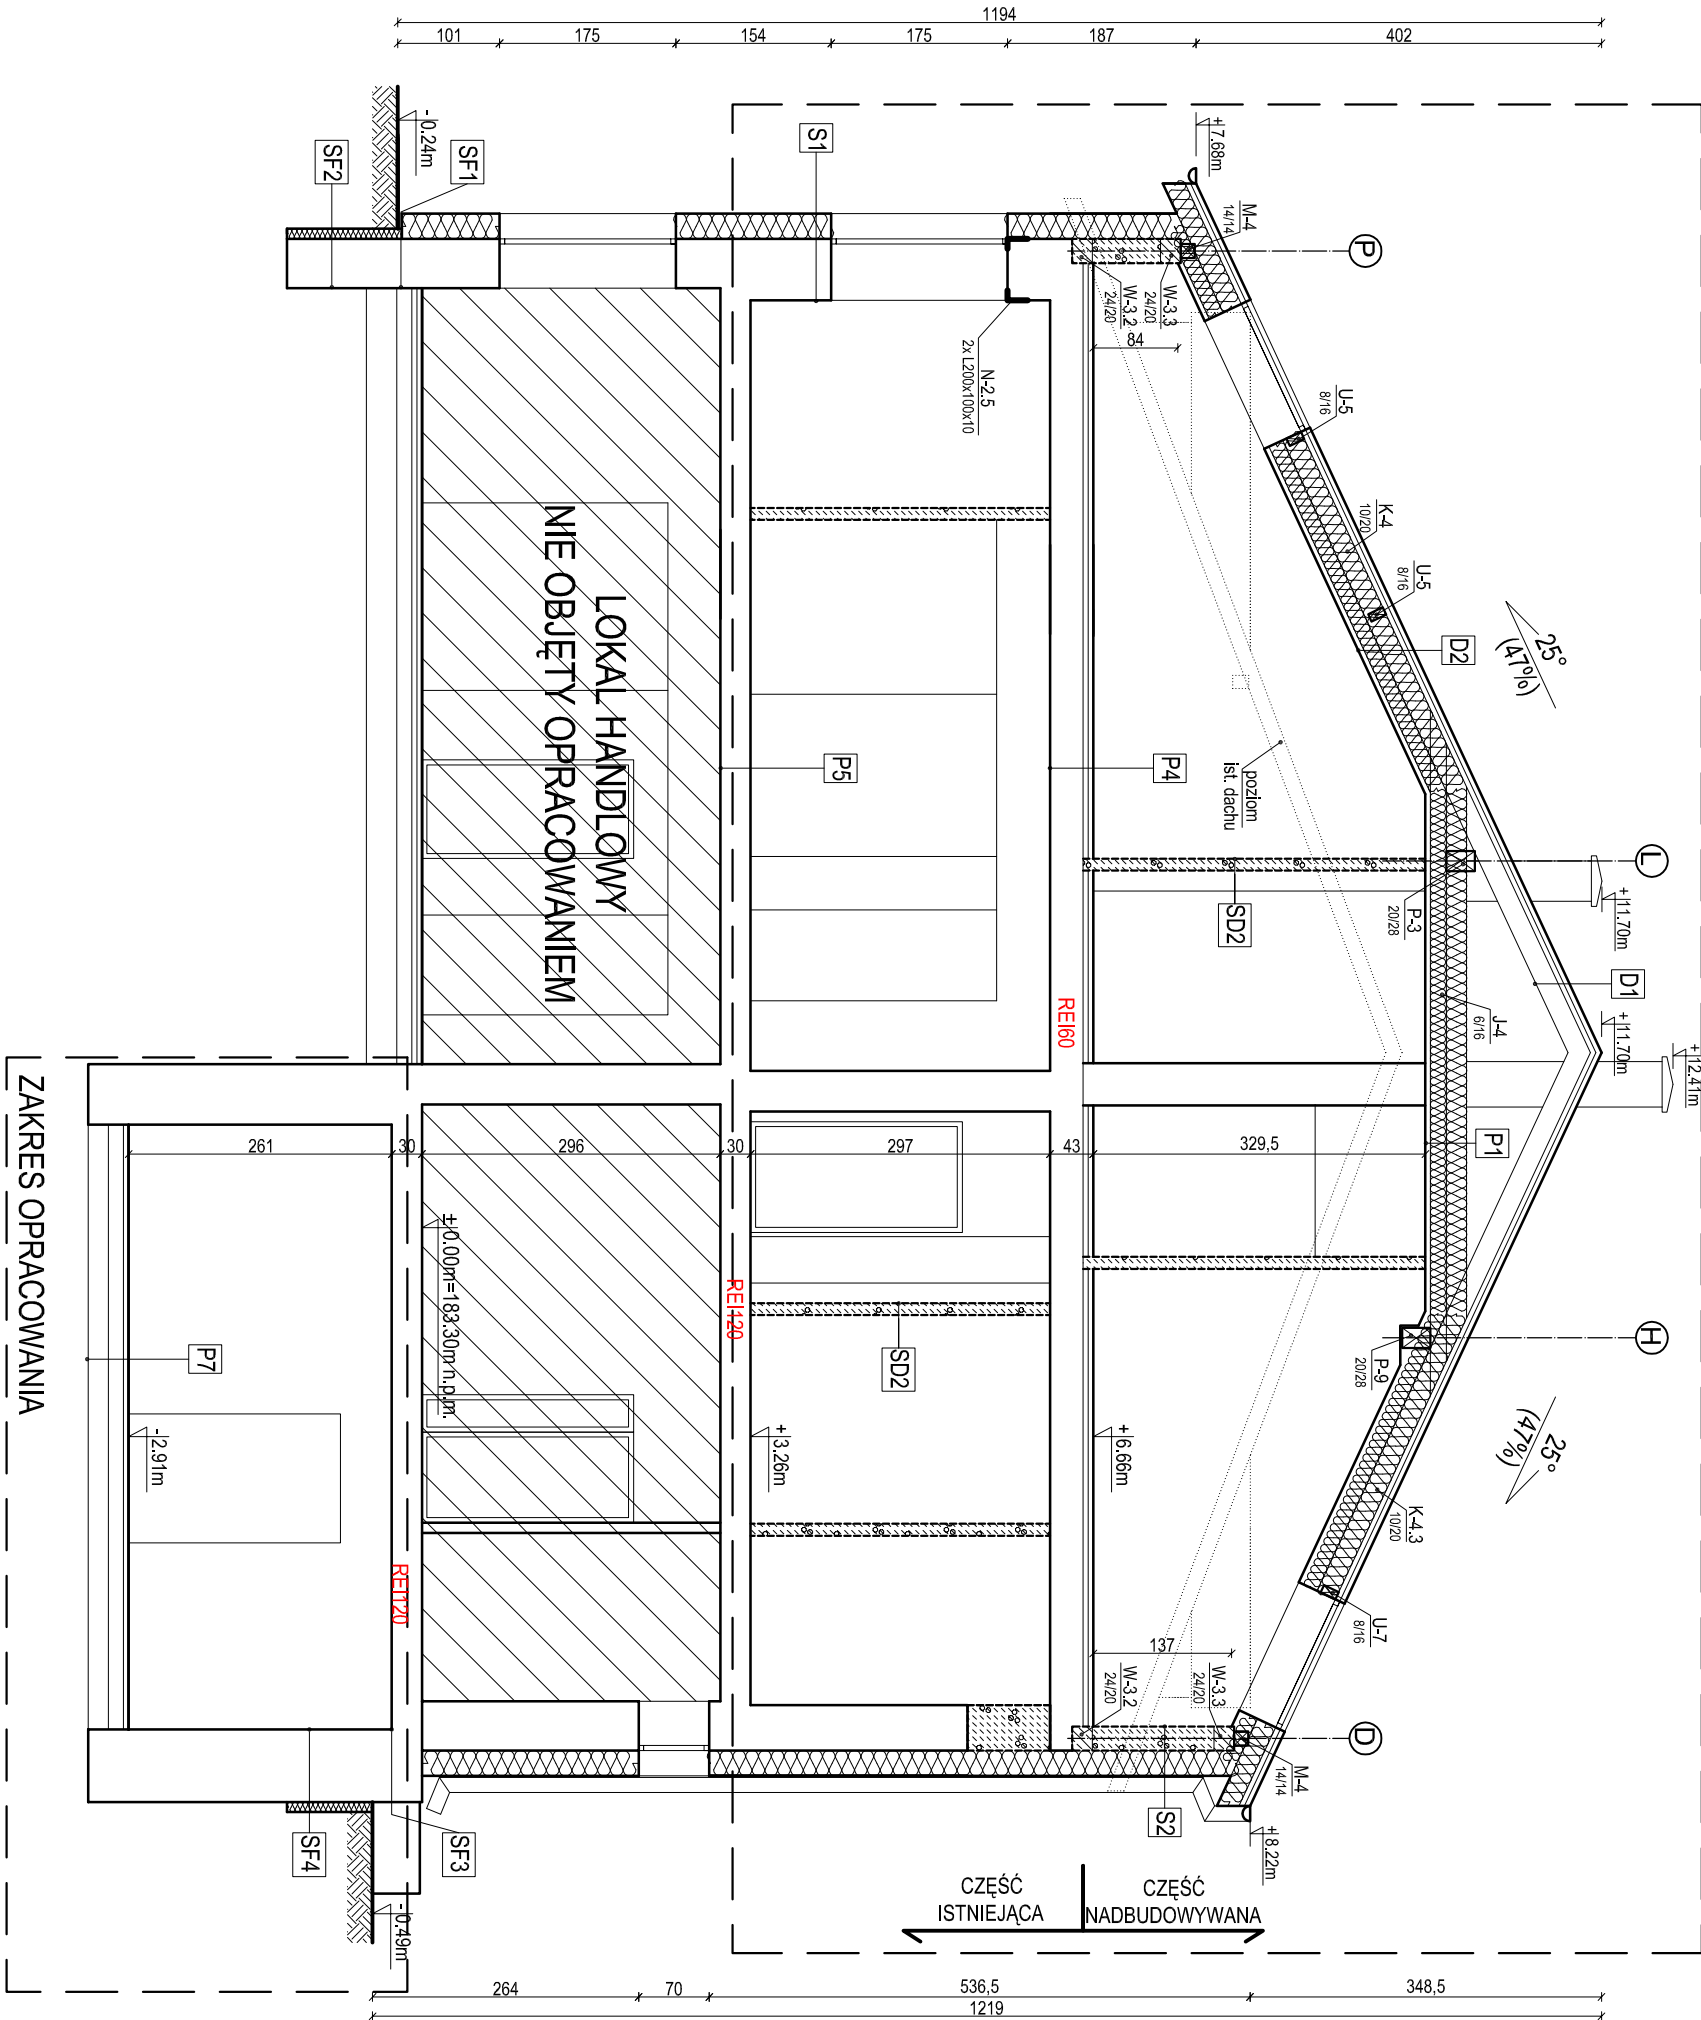 1194
101
175
154
175
187
402
-0.24m
SF1
SF2
S1
+7.68m
M-4
14/14
P
W-3.3
24/20
W-3.2
24/20
84
N-2.5
2x L200x100x10
U-5
8/16
K-4
10/20
U-5
8/16
25°
(47%)
D2
LOKAL HANDLOWY
NIE OBJĘTY OPRACOWANIEM
P5
P4
poziom
ist. dachu
L
+11.70m
P-3
20/28
SD2
D1
J-4
6/16
+11.70m
+12.41m
REI60
P1
261
30
296
30
297
43
329,5
ZAKRES OPRACOWANIA
±0.00m=183.30m n.p.m.
REI120
SD2
P7
H
P-9
20/28
-2.91m
+3.26m
+6.66m
25°
(47%)
K-4.3
10/20
REI120
U-7
8/16
137
W-3.2
24/20
W-3.3
24/20
D
M-4
14/14
S2
+8.22m
SF4
SF3
-0.49m
CZĘŚĆ
ISTNIEJĄCA
CZĘŚĆ
NADBUDOWYWANA
264
70
536,5
348,5
1219